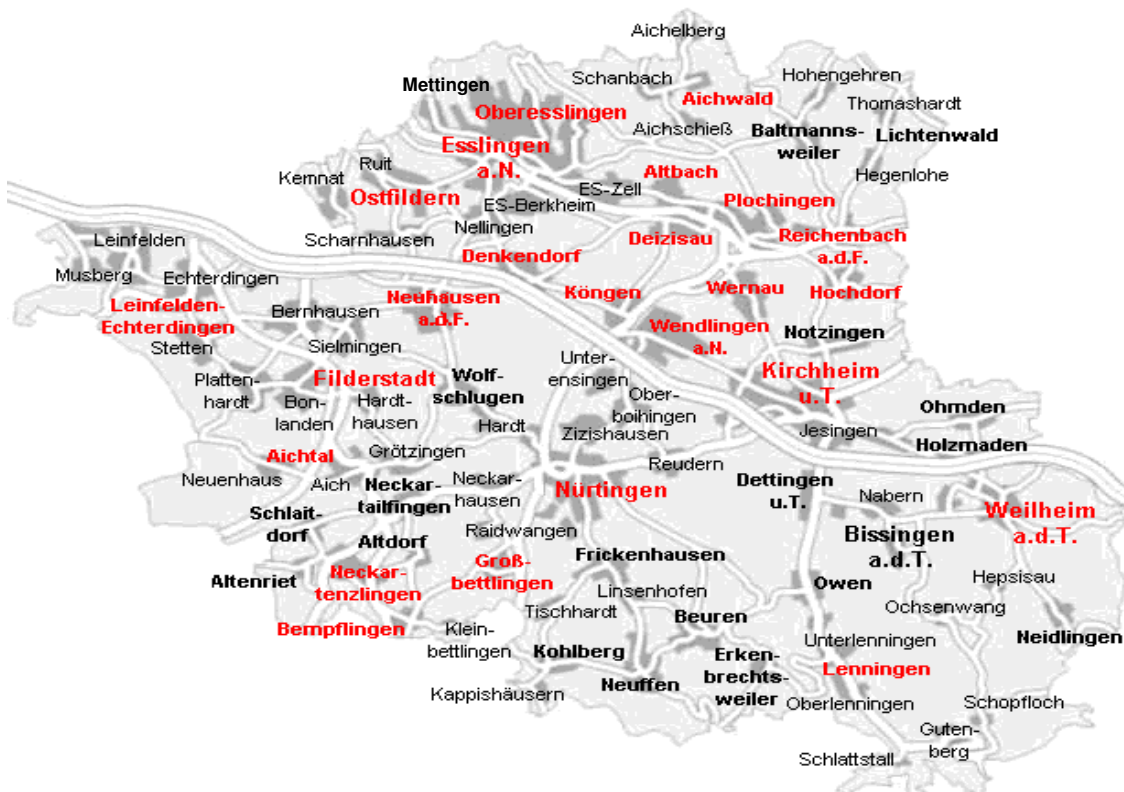 Aichelberg
Schanbach
Hohengehren
Mettingen
Aichwald
Thomashardt
Oberesslingen
Aichschieß
Baltmanns-
weiler
Lichtenwald
Esslingen
a.N.
Ruit
Kemnat
Altbach
Hegenlohe
ES-Zell
Ostfildern
ES-Berkheim
Plochingen
Nellingen
Scharnhausen
Leinfelden
Deizisau
Reichenbach
a.d.F.
Denkendorf
Musberg
Echterdingen
Köngen
Wernau
Hochdorf
Leinfelden-
Echterdingen
Neuhausen
a.d.F.
Bernhausen
Wendlingen
a.N.
Notzingen
Stetten
Sielmingen
Unter-
ensingen
Platten-
hardt
Filderstadt
Wolf-
schlugen
Kirchheim
u.T.
Bon-
landen
Hardt-
hausen
Ober-
boihingen
Ohmden
Hardt
Zizishausen
Jesingen
Holzmaden
Aichtal
Grötzingen
Reudern
Neuenhaus
Aich
Neckar-
tailfingen
Neckar-
hausen
Nürtingen
Dettingen
u.T.
Nabern
Weilheim
a.d.T.
Schlait-
dorf
Raidwangen
Bissingen
a.d.T.
Altdorf
Frickenhausen
Altenriet
Neckar-
tenzlingen
Groß-
bettlingen
Hepsisau
Linsenhofen
Owen
Tischhardt
Ochsenwang
Bempflingen
Beuren
Klein-
bettlingen
Unterlenningen
Neidlingen
Kohlberg
Erken-
brechts-
weiler
Lenningen
Neuffen
Kappishäusern
Oberlenningen
Schopfloch
Guten-
berg
Schlattstall